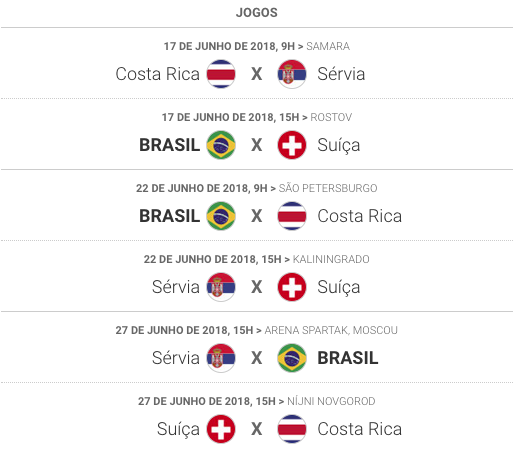 JOGOS
17 DE JUNHO DE 2018, 9H > SAMARA
Costa Rica X Sérvia
17 DE JUNHO DE 2018, 15H > ROSTOV
BRASIL X Suíça
22 DE JUNHO DE 2018, 9H > SÃO PETERSBURGO
BRASIL X Costa Rica
22 DE JUNHO DE 2018, 15H > KALININGRADO
Sérvia X Suíça
27 DE JUNHO DE 2018, 15H > ARENA SPARTAK, MOSCOU
Sérvia X BRASIL
27 DE JUNHO DE 2018, 15H > NÍJNI NOVGOROD
Suíça X Costa Rica